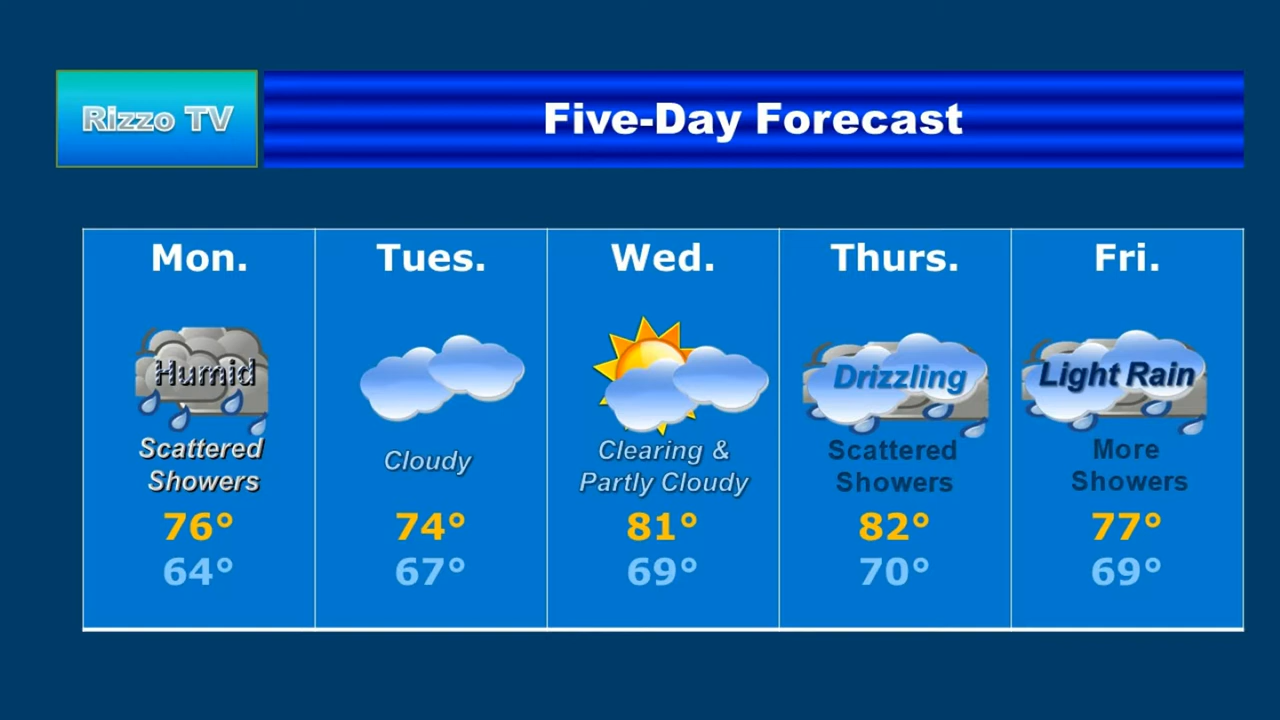 Rizzo TV
Five-Day Forecast
Mon.
Humid
Scattered
Showers
76°
64°
Tues.
Cloudy
74°
67°
Wed.
Clearing &
Partly Cloudy
81°
69°
Thurs.
Drizzling
Scattered
Showers
82°
70°
Fri.
Light Rain
More
Showers
77°
69°